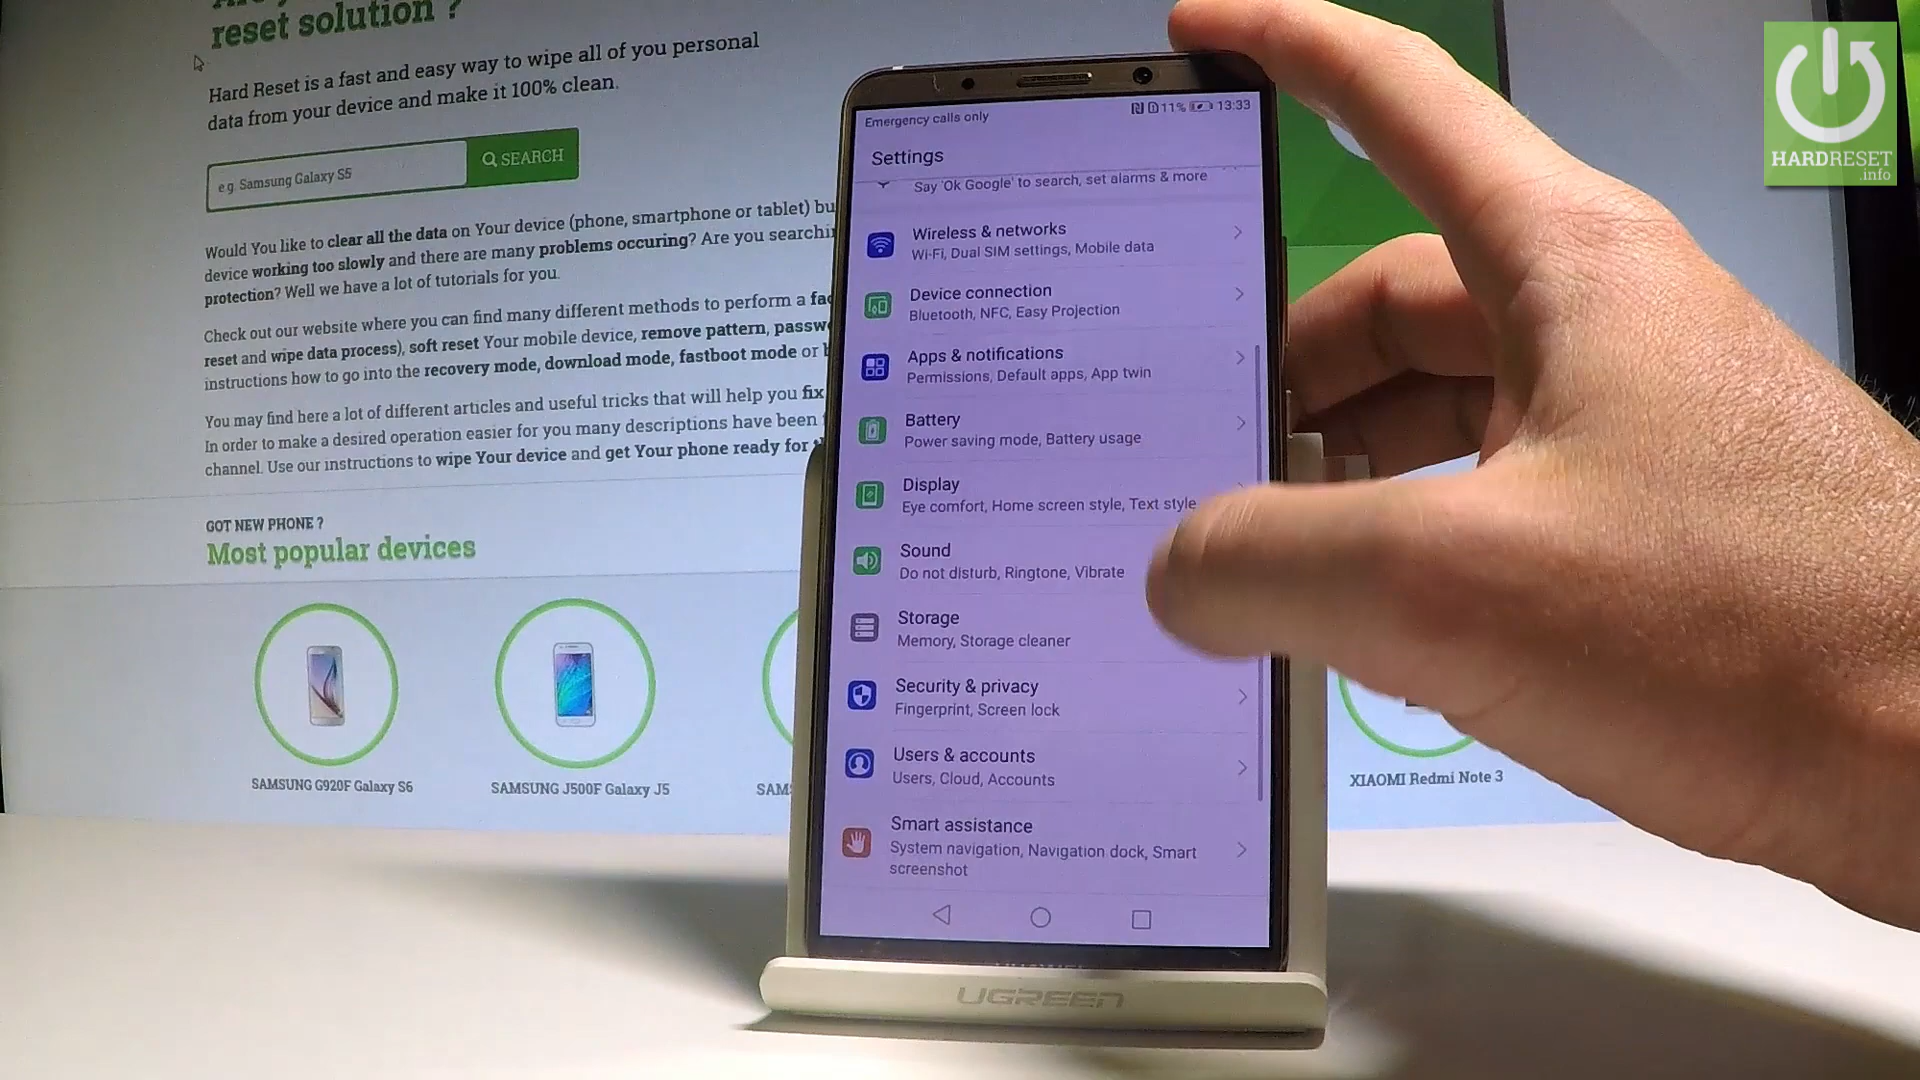 reset solution ?
Hard Reset is a fast and easy way to wipe all of you personal
data from your device and make it 100% clean.
e.g. Samsung Galaxy S5
SEARCH
Would You like to clear all the data on Your device (phone, smartphone or tablet)
device working too slowly and there are many problems occuring? Are you
protection? Well we have a lot of tutorials for you.
Check out our website where you can find many different methods to perform a
reset and wipe data process), soft reset Your mobile device, remove pattern,
instructions how to go into the recovery mode, download mode, fastboot mode or
You may find here a lot of different articles and useful tricks that will help you fix
In order to make a desired operation easier for you many descriptions have been
channel. Use our instructions to wipe Your device and get Your phone ready for
GOT NEW PHONE ?
Most popular devices
SAMSUNG G920F Galaxy S6
SAMSUNG J500F Galaxy J5
XIAOMI Redmi Note 3
Emergency calls only
11% 13:33
Settings
Say 'Ok Google' to search, set alarms & more
Wireless & networks
Wi-Fi, Dual SIM settings, Mobile data
Device connection
Bluetooth, NFC, Easy Projection
Apps & notifications
Permissions, Default apps, App twin
Battery
Power saving mode, Battery usage
Display
Eye comfort, Home screen style, Text style
Sound
Do not disturb, Ringtone, Vibrate
Storage
Memory, Storage cleaner
Security & privacy
Fingerprint, Screen lock
Users & accounts
Users, Cloud, Accounts
Smart assistance
System navigation, Navigation dock, Smart
screenshot
UGREEN
HARDRESET
.info